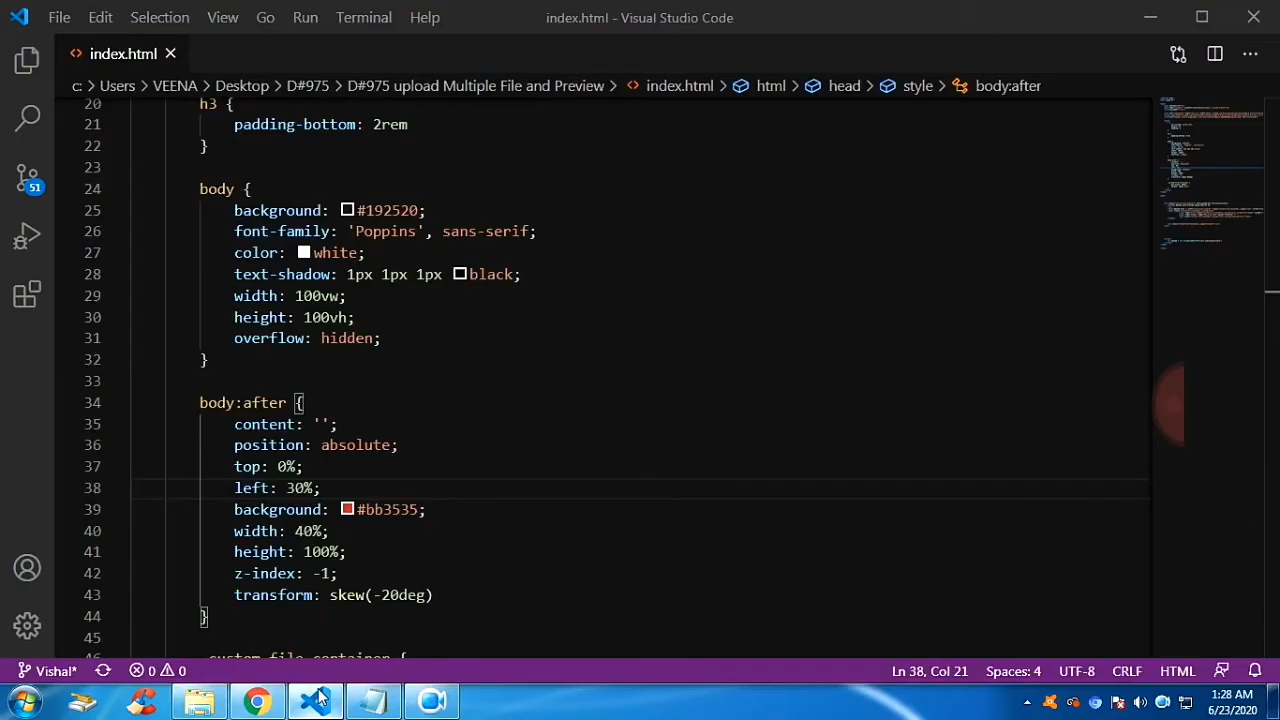 File Edit Selection View Go Run Terminal Help index.html - Visual Studio Code
index.html
c: > Users > VEENA > Desktop > D#975 > D#975 upload Multiple File and Preview > index.html > html > head > style > body:after
20 h3 {
21 padding-bottom: 2rem
22 }
23
24 body {
25 background: #192520;
26 font-family: 'Poppins', sans-serif;
27 color: white;
28 text-shadow: 1px 1px 1px black;
29 width: 100vw;
30 height: 100vh;
31 overflow: hidden;
32 }
33
34 body:after {
35 content: '';
36 position: absolute;
37 top: 0%;
38 left: 30%;
39 background: #bb3535;
40 width: 40%;
41 height: 100%;
42 z-index: -1;
43 transform: skew(-20deg)
44 }
45
46 .custom-file-container {
51
Vishal* 0 0 Ln 38, Col 21 Spaces: 4 UTF-8 CRLF HTML
1:28 AM
6/23/2020